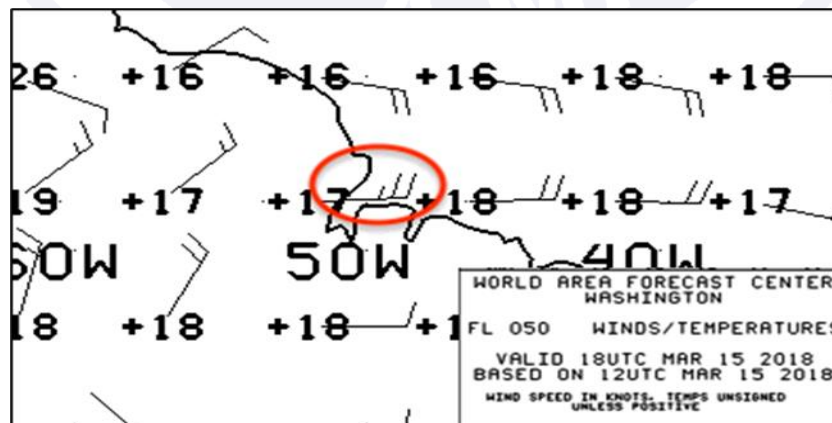 26 +16 +16 +16 +18 +18
19 +17 +17 +18 +18 +17
60W 50W 40W
18 +18 +18 +1
WORLD AREA FORECAST CENTER
WASHINGTON
FL 050 WINDS/TEMPERATURES
VALID 18UTC MAR 15 2018
BASED ON 12UTC MAR 15 2018
WIND SPEED IN KNOTS. TEMPS UNSIGNED
UNLESS POSITIVE